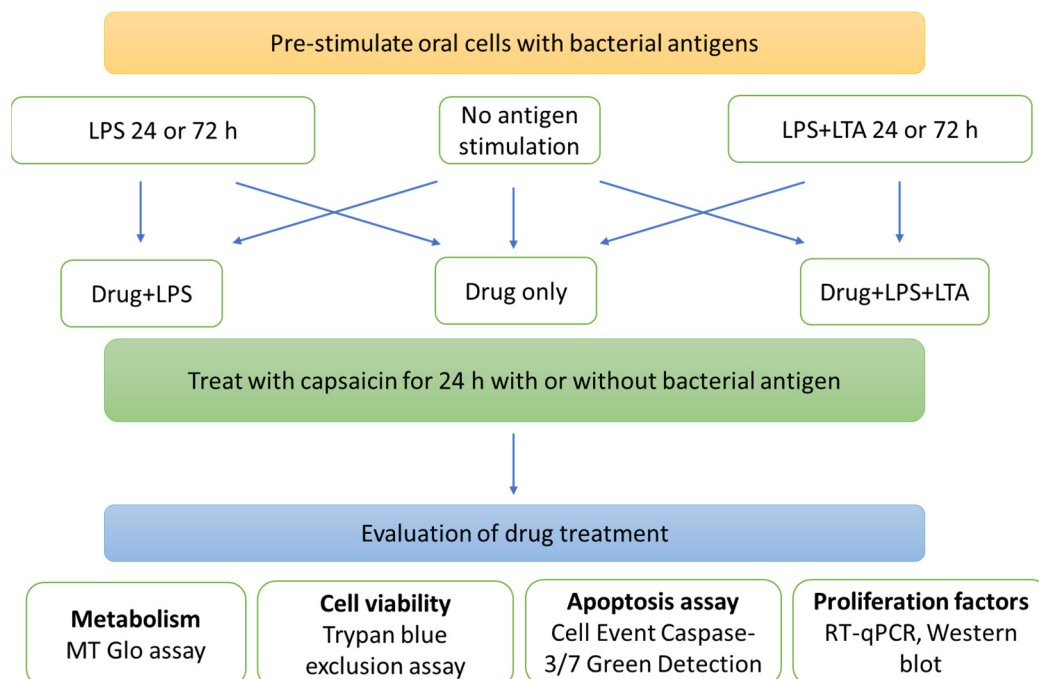 Pre-stimulate oral cells with bacterial antigens
LPS 24 or 72 h
No antigen
stimulation
LPS+LTA 24 or 72 h
Drug+LPS
Drug only
Drug+LPS+LTA
Treat with capsaicin for 24 h with or without bacterial antigen
Evaluation of drug treatment
Metabolism
MT Glo assay
Cell viability
Trypan blue
exclusion assay
Apoptosis assay
Cell Event Caspase-
3/7 Green Detection
Proliferation factors
RT-qPCR, Western
blot